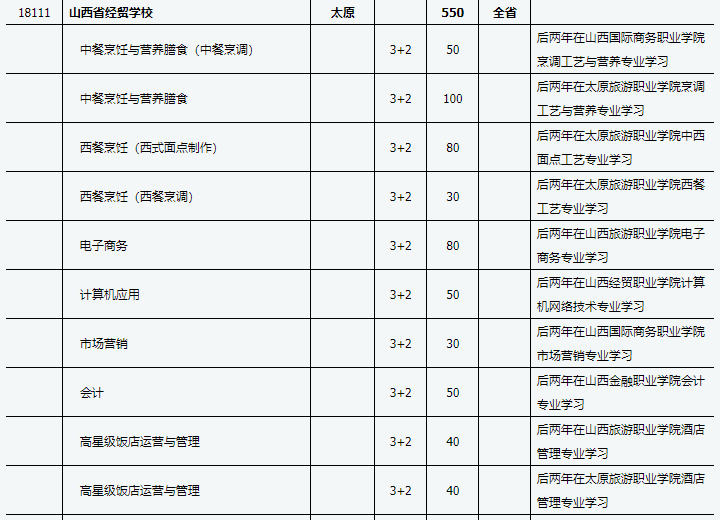 18111 山西省经贸学校 太原 550 全省
中餐烹饪与营养膳食（中餐烹调） 3+2 50 后两年在山西国际商务职业学院
烹调工艺与营养专业学习
中餐烹饪与营养膳食 3+2 100 后两年在太原旅游职业学院烹调
工艺与营养专业学习
西餐烹饪（西式面点制作） 3+2 80 后两年在太原旅游职业学院中西
面点工艺专业学习
西餐烹饪（西餐烹调） 3+2 30 后两年在太原旅游职业学院西餐
工艺专业学习
电子商务 3+2 80 后两年在山西旅游职业学院电子
商务专业学习
计算机应用 3+2 50 后两年在山西经贸职业学院计算
机网络技术专业学习
市场营销 3+2 30 后两年在山西国际商务职业学院
市场营销专业学习
会计 3+2 50 后两年在山西金融职业学院会计
专业学习
高星级饭店运营与管理 3+2 40 后两年在山西旅游职业学院酒店
管理专业学习
高星级饭店运营与管理 3+2 40 后两年在太原旅游职业学院酒店
管理专业学习